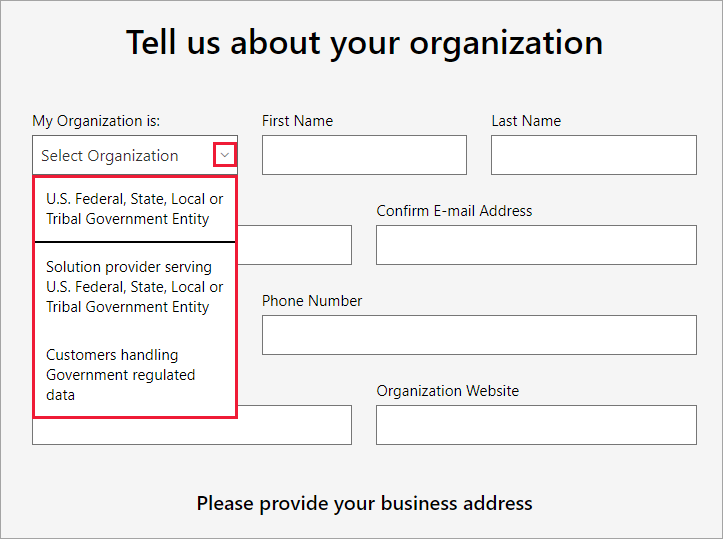 Tell us about your organization
My Organization is:
First Name
Last Name
Select Organization
U.S. Federal, State, Local or
Tribal Government Entity
Confirm E-mail Address
Solution provider serving
U.S. Federal, State, Local or
Tribal Government Entity
Phone Number
Customers handling
Government regulated
data
Organization Website
Please provide your business address